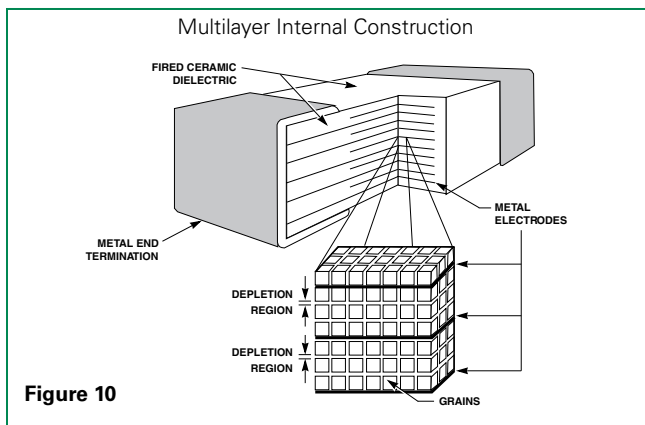 Multilayer Internal Construction
FIRED CERAMIC
DIELECTRIC
METAL
ELECTRODES
METAL END
TERMINATION
DEPLETION
REGION
DEPLETION
REGION
GRAINS
Figure 10